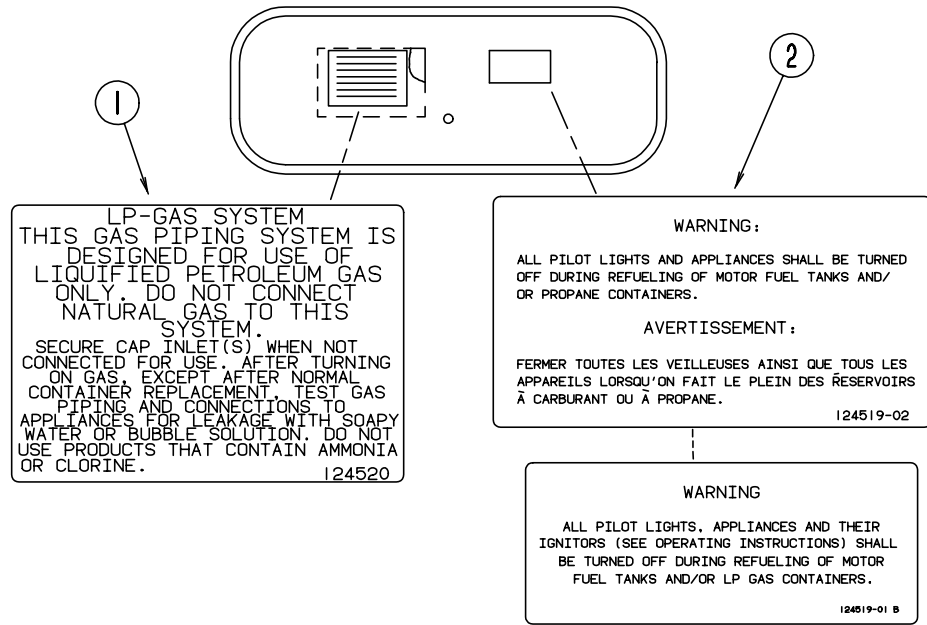 1
2
LP-GAS SYSTEM
THIS GAS PIPING SYSTEM IS
DESIGNED FOR USE OF
LIQUIFIED PETROLEUM GAS
ONLY. DO NOT CONNECT
NATURAL GAS TO THIS
SYSTEM.
SECURE CAP INLET(S) WHEN NOT
CONNECTED FOR USE. AFTER TURNING
ON GAS, EXCEPT AFTER NORMAL
CONTAINER REPLACEMENT, TEST GAS
PIPING AND CONNECTIONS TO
APPLIANCES FOR LEAKAGE WITH SOAPY
WATER OR BUBBLE SOLUTION. DO NOT
USE PRODUCTS THAT CONTAIN AMMONIA
OR CLORINE.
124520
WARNING:
ALL PILOT LIGHTS AND APPLIANCES SHALL BE TURNED
OFF DURING REFUELING OF MOTOR FUEL TANKS AND/
OR PROPANE CONTAINERS.
AVERTISSEMENT:
FERMER TOUTES LES VEILLEUSES AINSI QUE TOUS LES
APPAREILS LORSQU'ON FAIT LE PLEIN DES RESERVOIRS
À CARBURANT OU À PROPANE.
124519-02
WARNING
ALL PILOT LIGHTS, APPLIANCES AND THEIR
IGNITORS (SEE OPERATING INSTRUCTIONS) SHALL
BE TURNED OFF DURING REFUELING OF MOTOR
FUEL TANKS AND/OR LP GAS CONTAINERS.
124519-01 B